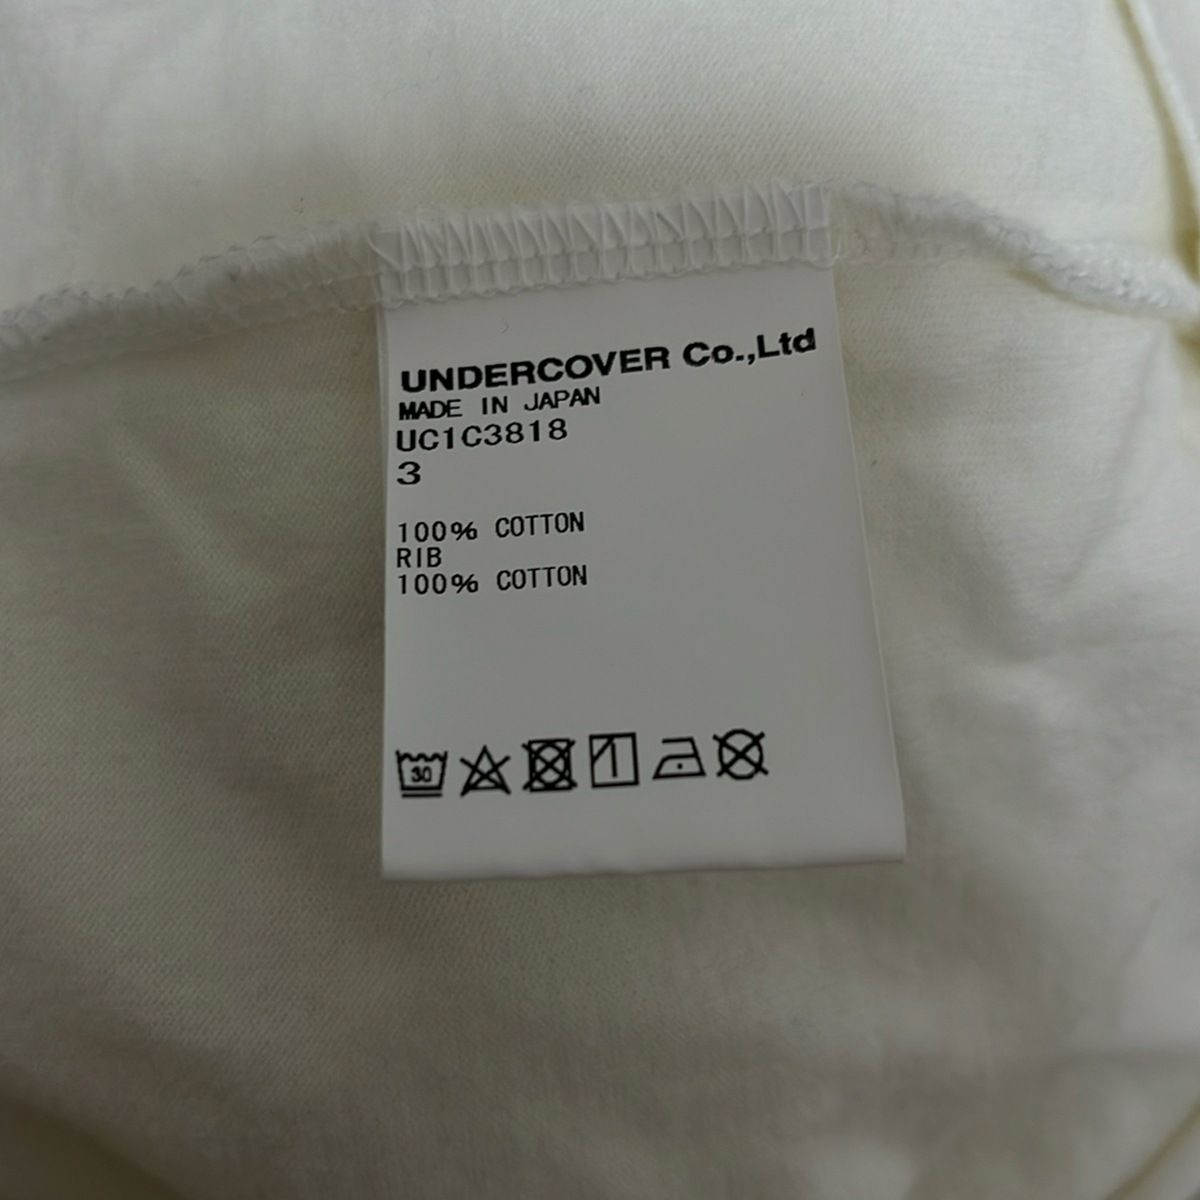 UNDERCOVER Co.,Ltd
MADE IN JAPAN
UC1C3818
3
100% COTTON
RIB
100% COTTON
30